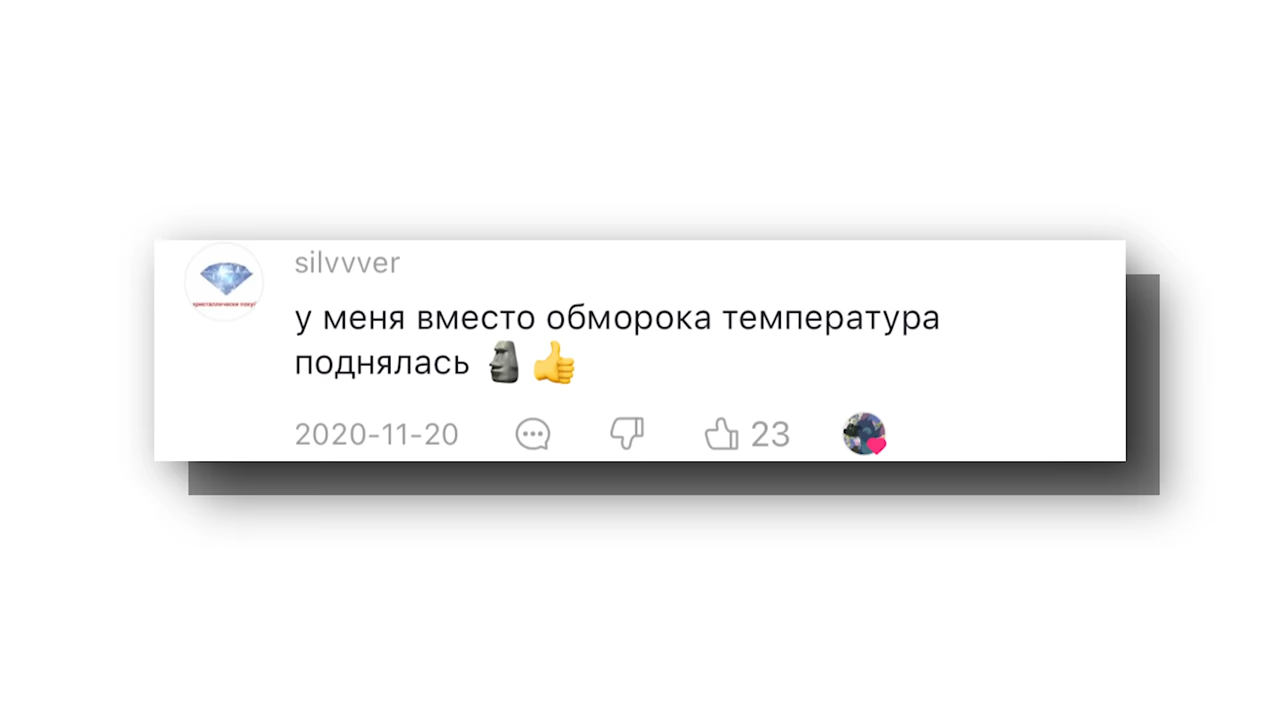 silvvver
у меня вместо обморока температура
поднялась 🗿👍
2020-11-20 23